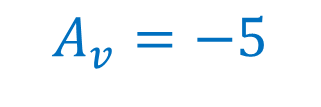 A_v = −5